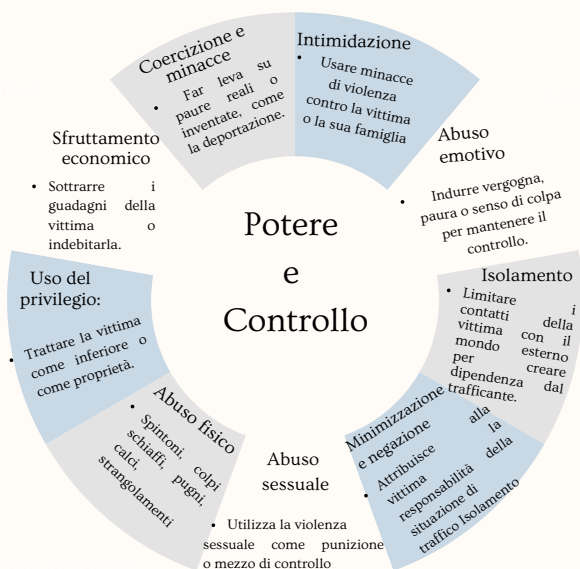 Coercizione e
minacce
• Far leva su
paure reali o
inventate, come
la deportazione.
Intimidazione
• Usare minacce
di violenza
contro la vittima
o la sua famiglia
Abuso
emotivo
• Indurre vergogna,
paura o senso di colpa
per mantenere il
controllo.
Isolamento
• Limitare i
contatti della
vittima con il
mondo esterno
per creare
dipendenza dal
trafficante.
Minimizzazione
e negazione
• Attribuisce alla
vittima la
responsabilità della
situazione di
traffico Isolamento
Abuso
sessuale
• Utilizza la violenza
sessuale come punizione
o mezzo di controllo
Abuso fisico
• Spintoni, colpi
schiaffi, pugni,
calci,
strangolamenti
Uso del
privilegio:
• Trattare la vittima
come inferiore o
come proprietà.
Sfruttamento
economico
• Sottrarre i
guadagni della
vittima o
indebitarla.
Potere
e
Controllo